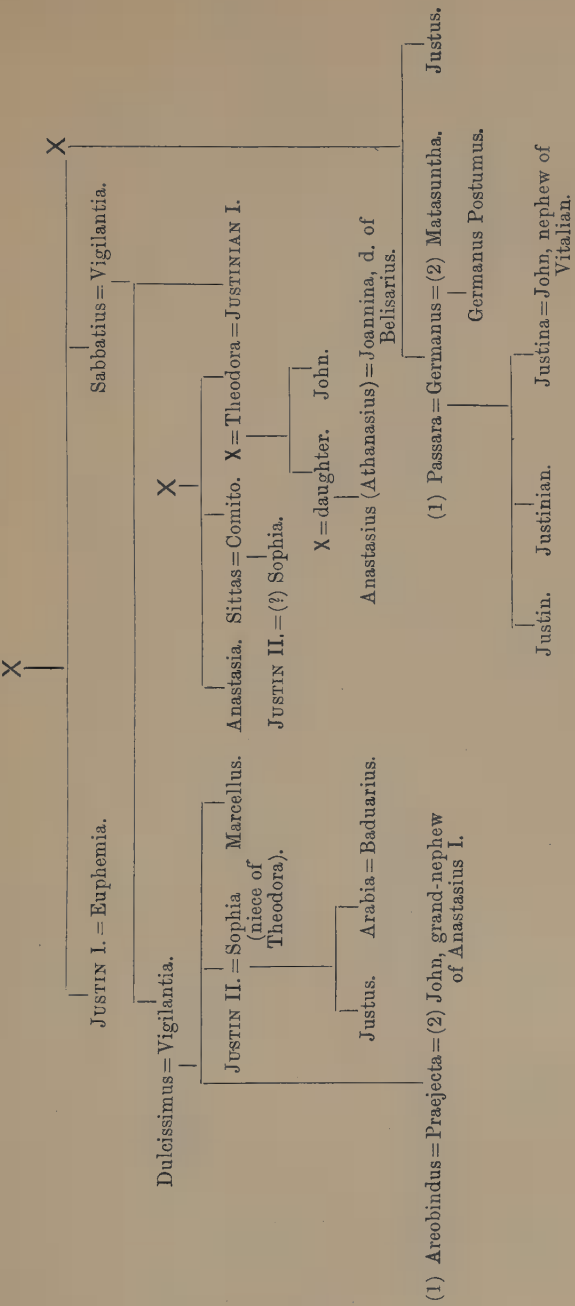 X
JUSTIN I. = Euphemia.
Sabbatius = Vigilantia.
X
Dulcissimus = Vigilantia.
X
JUSTIN II. = Sophia
(niece of
Theodora).
Marcellus.
Anastasia.
Sittas = Comito.
X = Theodora = JUSTINIAN I.
JUSTIN II. = (?) Sophia.
Justus.
Arabia = Baduarius.
X = daughter.
John.
Anastasius (Athanasius) = Joannina, d. of
Belisarius.
(1) Areobindus = Praejecta = (2) John, grand-nephew
of Anastasius I.
(1) Passara = Germanus = (2) Matasuntha.
Justus.
Germanus Postumus.
Justin.
Justinian.
Justina = John, nephew of
Vitalian.